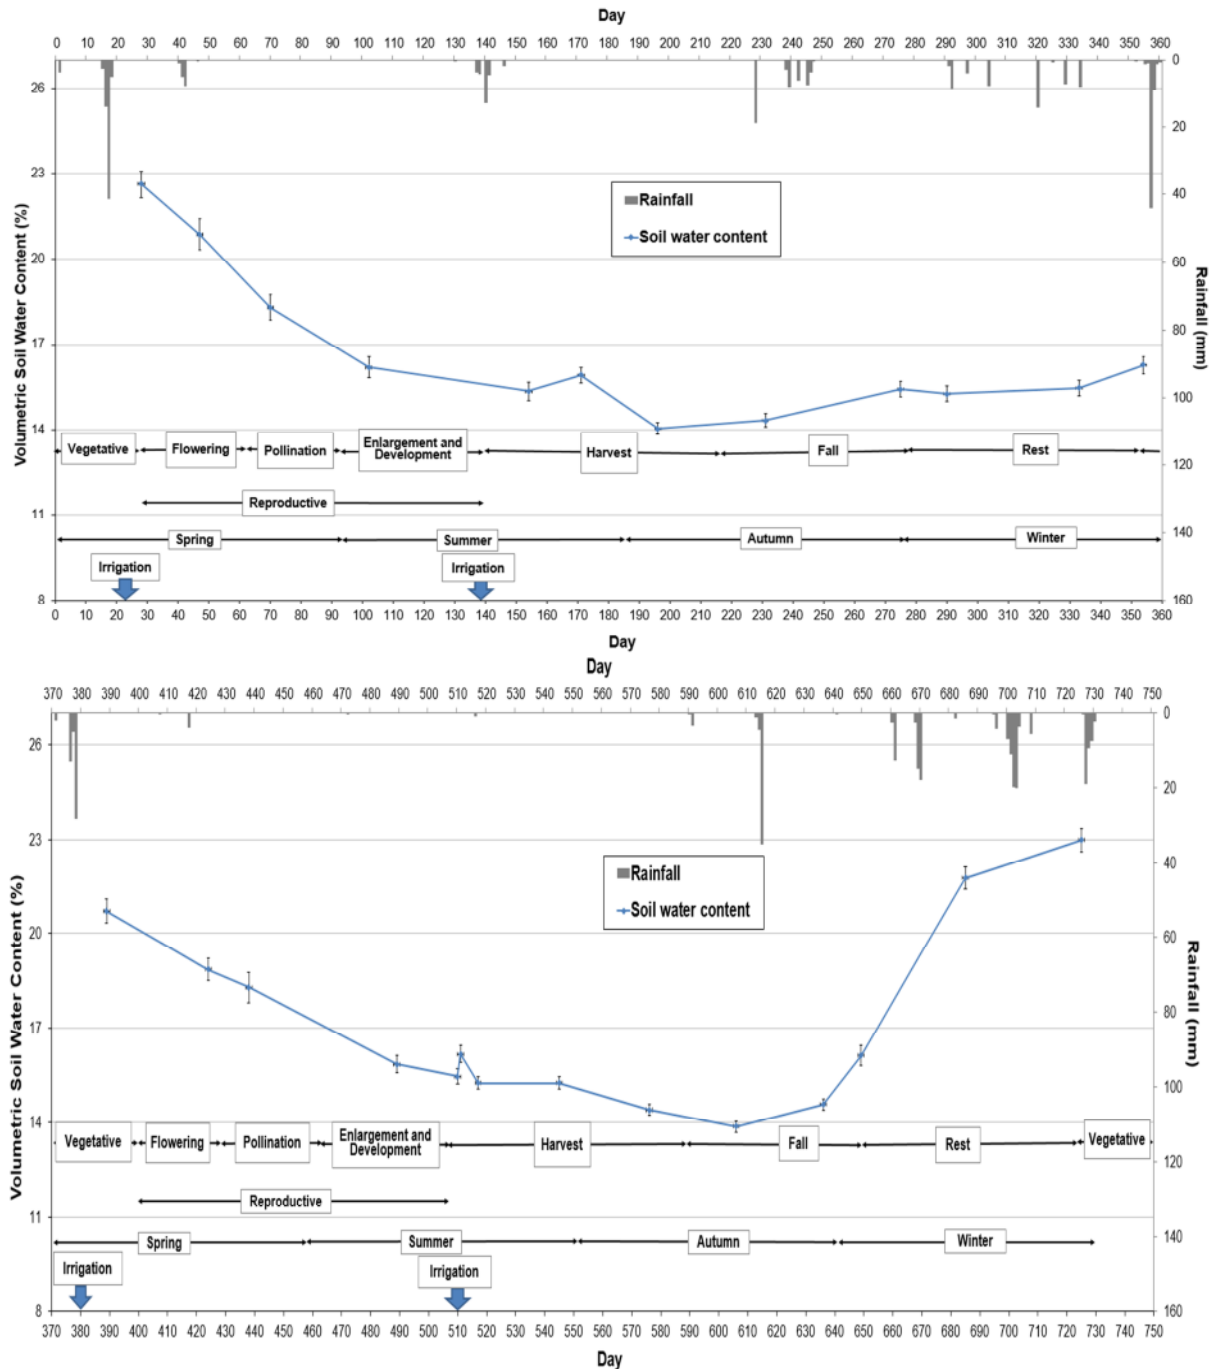 Day
0 10 20 30 40 50 60 70 80 90 100 110 120 130 140 150 160 170 180 190 200 210 220 230 240 250 260 270 280 290 300 310 320 330 340 350 360
26
23
20
17
14
11
8
Volumetric Soil Water Content (%)
0
20
40
60
80
100
120
140
160
Rainfall (mm)
Rainfall
Soil water content
Vegetative
Flowering
Pollination
Enlargement and
Development
Harvest
Fall
Rest
Reproductive
Spring
Summer
Autumn
Winter
Irrigation
Irrigation
0 10 20 30 40 50 60 70 80 90 100 110 120 130 140 150 160 170 180 190 200 210 220 230 240 250 260 270 280 290 300 310 320 330 340 350 360
Day
Day
370 380 390 400 410 420 430 440 450 460 470 480 490 500 510 520 530 540 550 560 570 580 590 600 610 620 630 640 650 660 670 680 690 700 710 720 730 740 750
26
23
20
17
14
11
8
Volumetric Soil Water Content (%)
0
20
40
60
80
100
120
140
160
Rainfall (mm)
Rainfall
Soil water content
Vegetative
Flowering
Pollination
Enlargement and
Development
Harvest
Fall
Rest
Vegetative
Reproductive
Spring
Summer
Autumn
Winter
Irrigation
Irrigation
370 380 390 400 410 420 430 440 450 460 470 480 490 500 510 520 530 540 550 560 570 580 590 600 610 620 630 640 650 660 670 680 690 700 710 720 730 740 750
Day